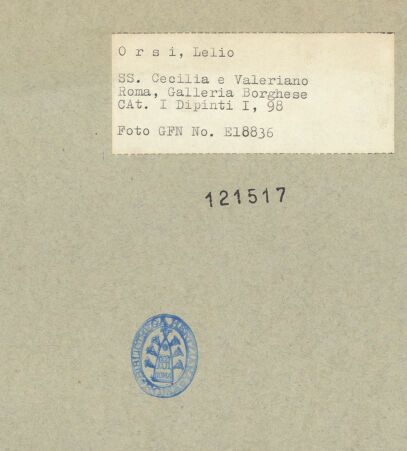 O r s i, Lelio
SS. Cecilia e Valeriano
Roma, Galleria Borghese
CAt. I Dipinti I, 98
Foto GFN No. E18836
121517